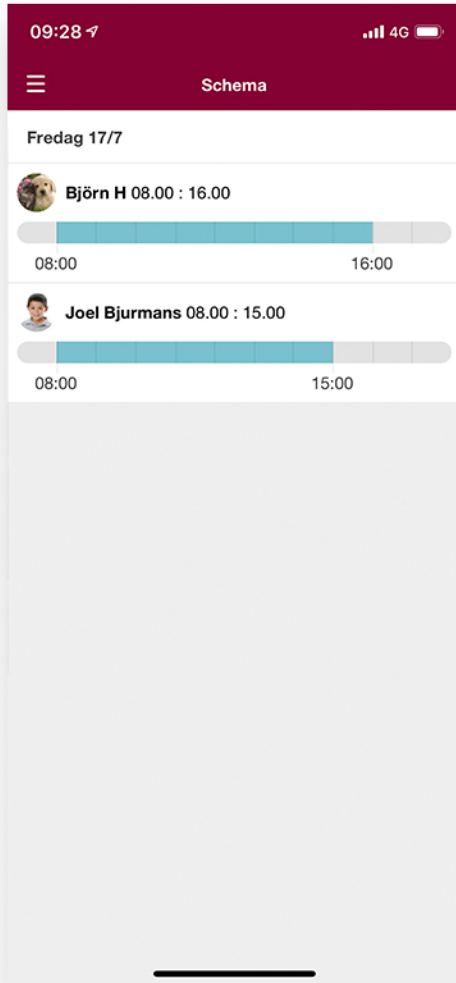 09:28 4G
Schema
Fredag 17/7
Björn H 08.00 : 16.00
08:00 16:00
Joel Bjurmans 08.00 : 15.00
08:00 15:00